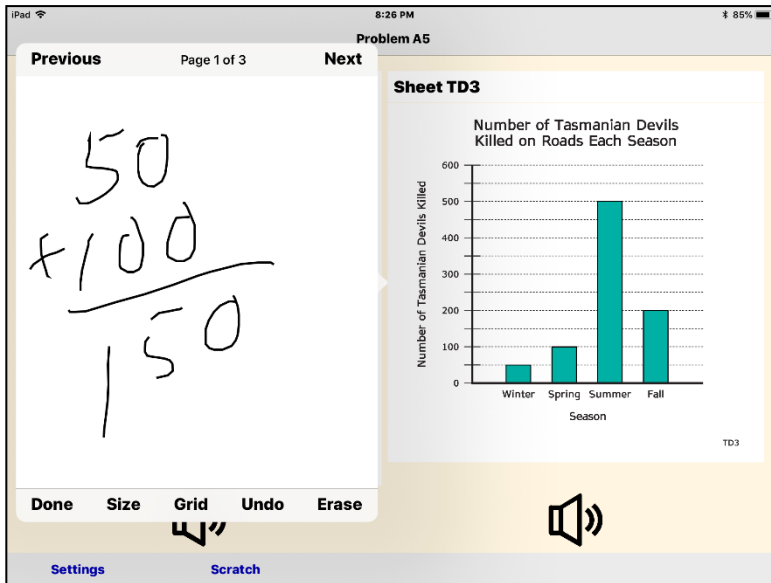 iPad 8:26 PM 85%
Problem A5
Previous Page 1 of 3 Next
50
+100
150
Done Size Grid Undo Erase
Sheet TD3
Number of Tasmanian Devils
Killed on Roads Each Season
Number of Tasmanian Devils Killed
600
500
400
300
200
100
0
Winter Spring Summer Fall
Season
TD3
Settings Scratch